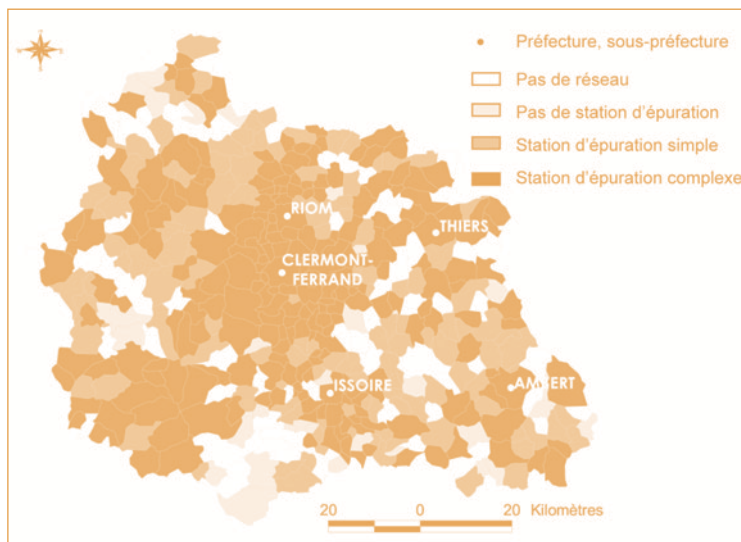 Préfecture, sous-préfecture
Pas de réseau
Pas de station d'épuration
Station d'épuration simple
Station d'épuration complexe
RIOM
THIERS
CLERMONT-
FERRAND
ISSOIRE
AMBERT
20 0 20 Kilomètres